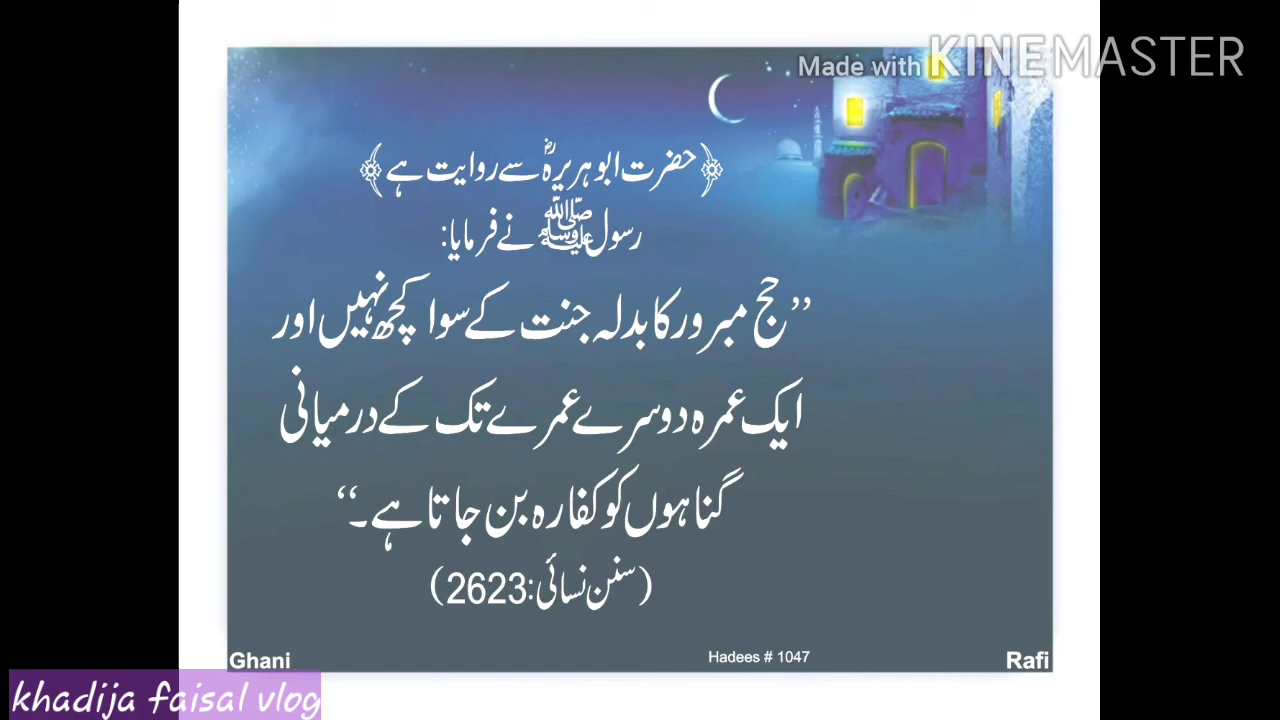 Made with KINEMASTER
﴿حضرت ابو ہریرہؓ سے روایت ہے﴾
رسول ﷺ نے فرمایا:
”حج مبرور کا بدلہ جنت کے سوا کچھ نہیں اور
ایک عمرہ دوسرے عمرے تک کے درمیانی
گناہوں کو کفارہ بن جاتا ہے۔“
(سنن نسائی: 2623)
Ghani Hadees # 1047 Rafi
khadija faisal vlog